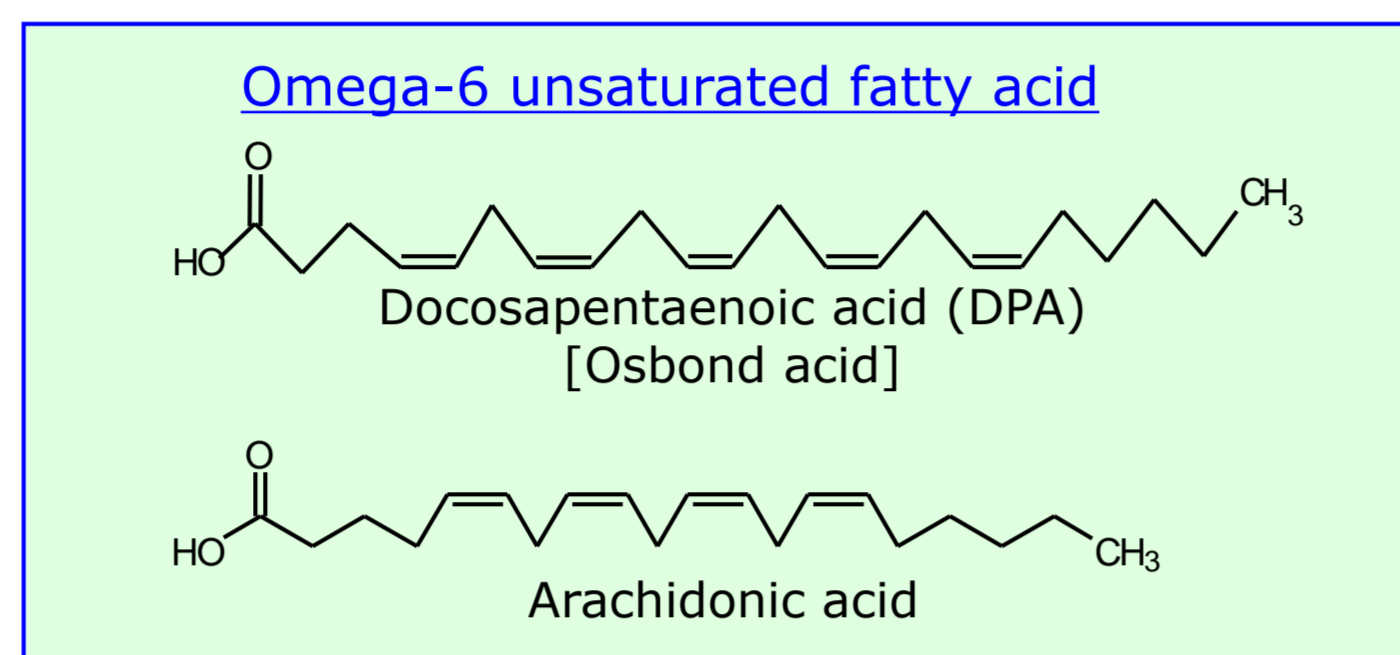 Omega-6 unsaturated fatty acid
O
HO
CH3
Docosapentaenoic acid (DPA)
[Osbond acid]
O
HO
CH3
Arachidonic acid